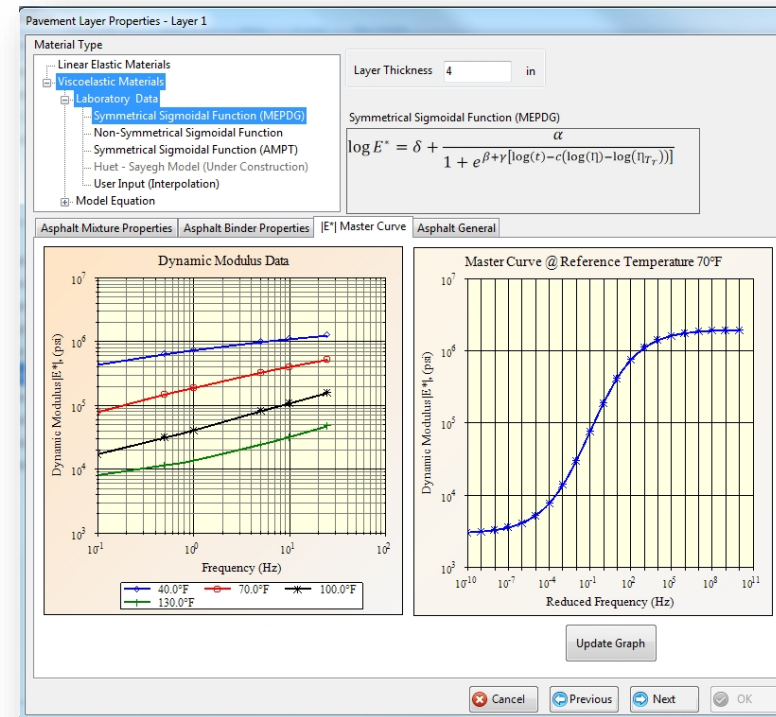 Pavement Layer Properties - Layer 1
Material Type
Linear Elastic Materials
Viscoelastic Materials
Laboratory Data
Symmetrical Sigmoidal Function (MEPDG)
Non-Symmetrical Sigmoidal Function
Symmetrical Sigmoidal Function (AMPT)
Huet - Sayegh Model (Under Construction)
User Input (Interpolation)
Model Equation
Layer Thickness 4 in
Symmetrical Sigmoidal Function (MEPDG)
log E* = δ + α / 1 + e^{β+γ[log(t)−c(log(η)−log(η_{T_r}))]}
Asphalt Mixture Properties Asphalt Binder Properties |E*| Master Curve Asphalt General
Dynamic Modulus Data
Dynamic Modulus|E*|, (psi)
10^7
10^6
10^5
10^4
10^3
10^-1 10^0 10^1 10^2
Frequency (Hz)
40.0°F 70.0°F 100.0°F
130.0°F
Master Curve @ Reference Temperature 70°F
Dynamic Modulus|E*|, (psi)
10^7
10^6
10^5
10^4
10^3
10^-10 10^-7 10^-4 10^-1 10^2 10^5 10^8 10^11
Reduced Frequency (Hz)
Update Graph
Cancel Previous Next OK